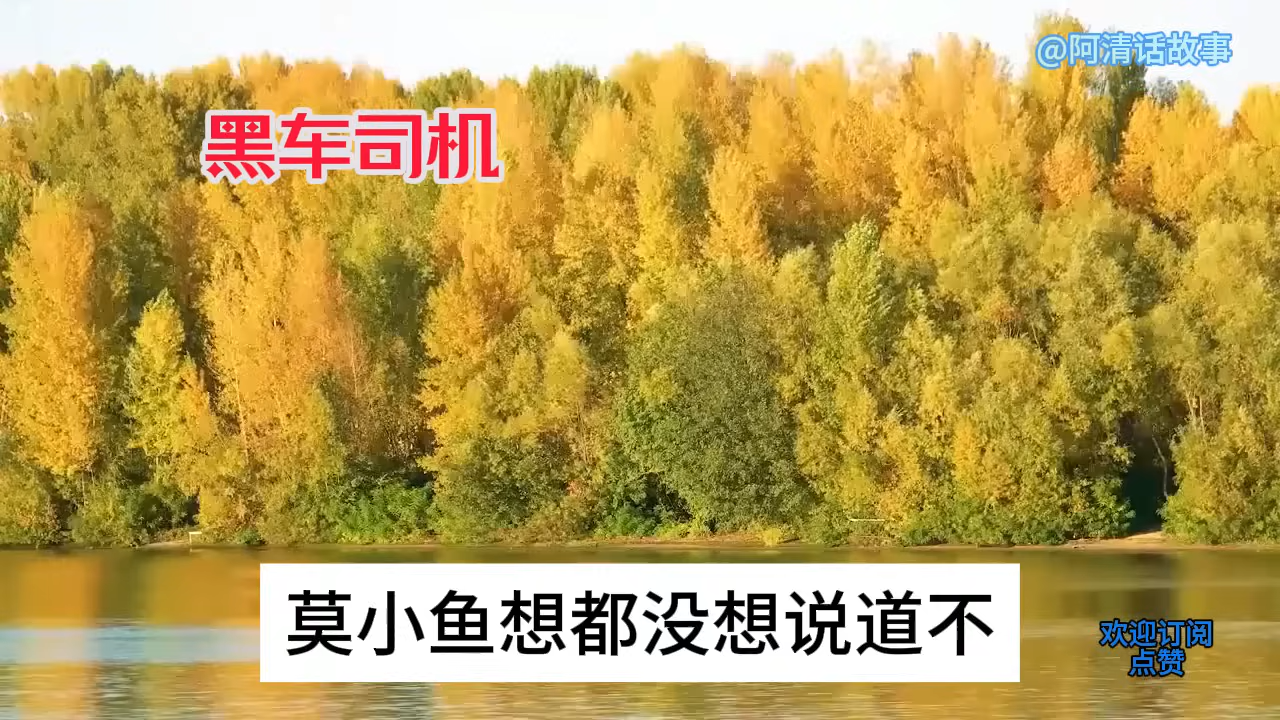 @阿清话故事
黑车司机
莫小鱼想都没想说道不
欢迎订阅
点赞